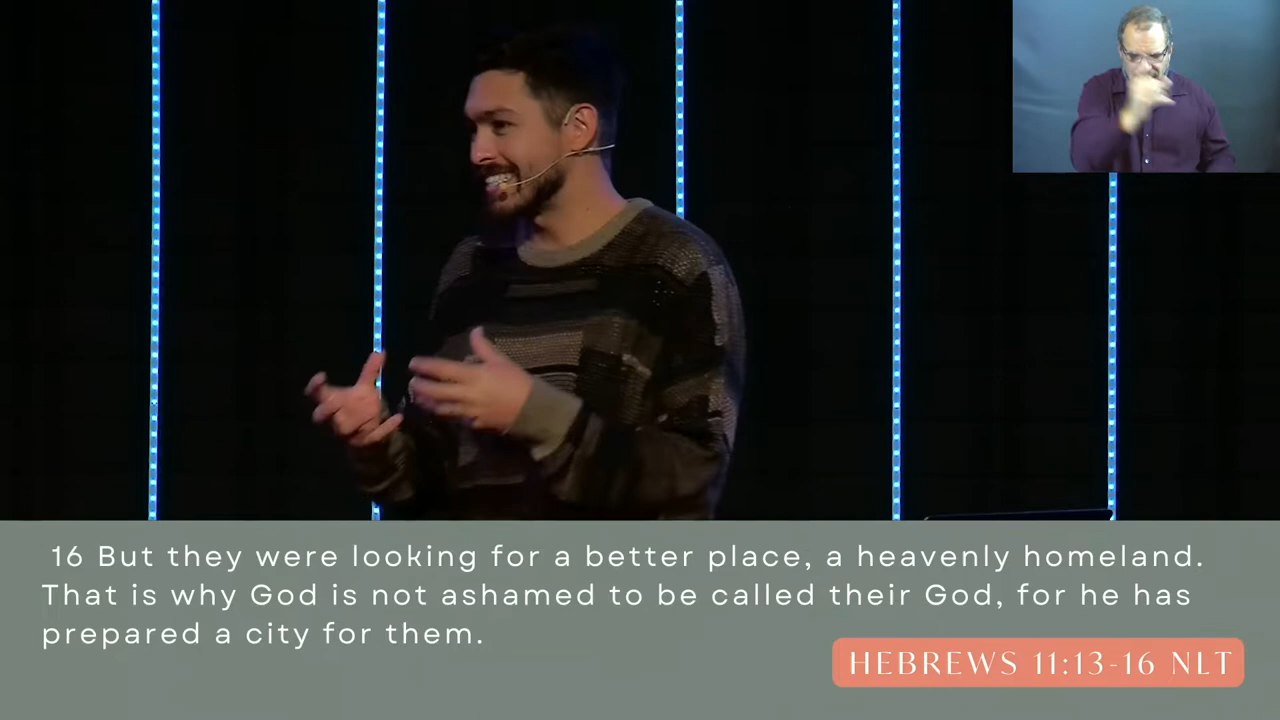 16 But they were looking for a better place, a heavenly homeland.
That is why God is not ashamed to be called their God, for he has
prepared a city for them.
HEBREWS 11:13-16 NLT